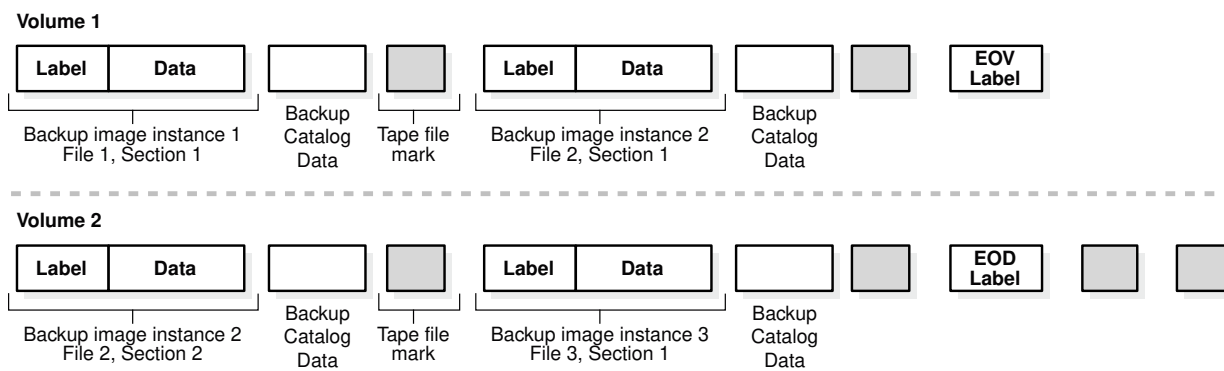 Volume 1
Label Data Label Data EOV
Label
Backup image instance 1
File 1, Section 1
Backup
Catalog
Data
Tape file
mark
Backup image instance 2
File 2, Section 1
Backup
Catalog
Data
Volume 2
Label Data Label Data EOD
Label
Backup image instance 2
File 2, Section 2
Backup
Catalog
Data
Tape file
mark
Backup image instance 3
File 3, Section 1
Backup
Catalog
Data